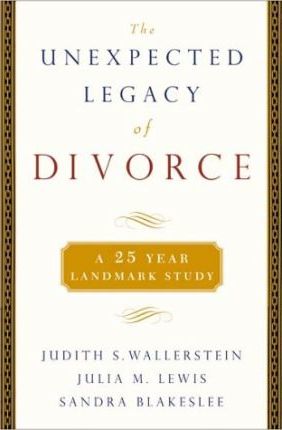 The
UNEXPECTED
LEGACY
of
DIVORCE
A 25 YEAR
LANDMARK STUDY
JUDITH S. WALLERSTEIN
JULIA M. LEWIS
SANDRA BLAKESLEE